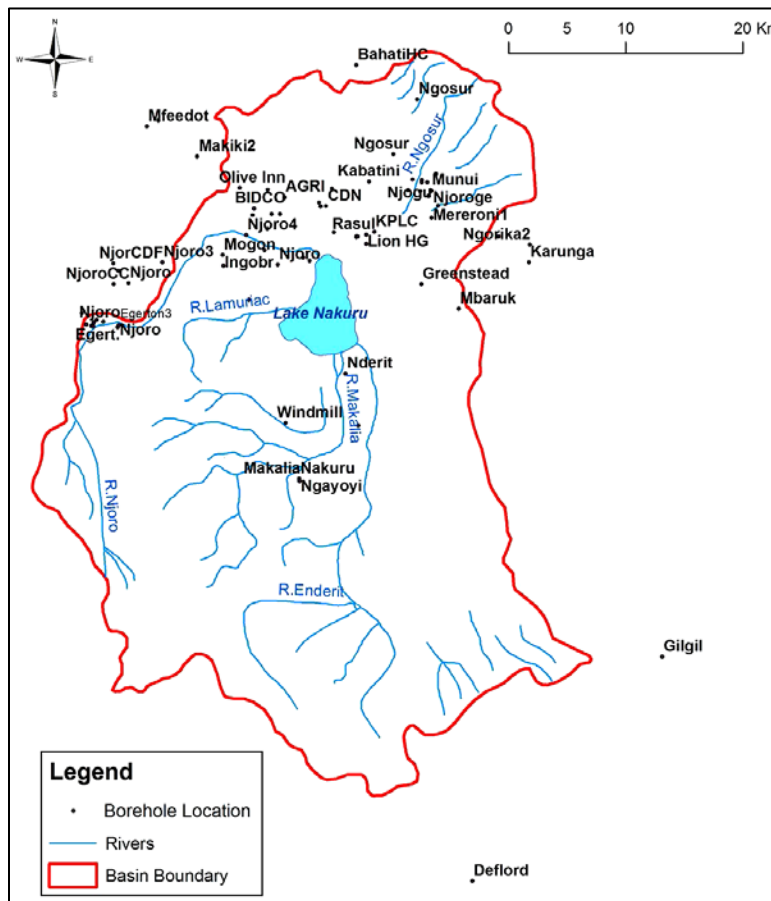 N
W E
S
0 5 10 20 Km
BahatiHC
Ngosur
Mfeedot
Makiki2
Ngosur
R.Ngosur
Kabatini
Munui
Olive Inn
AGRI
CDN
Njogu
Njoroge
BIDCO
Mereroni1
Njoro4
Rasul
KPLC
Lion HG
Ngorika2
Karunga
Mogon
Njoro
NjorCDF
Njoro3
Ingobr
NjoroCC
Njoro
Greenstead
Mbaruk
R.Lamuriac
Lake Nakuru
Njoro
Egerton3
Egert.
Njoro
Nderit
R.Makalia
Windmill
MakaliaNakuru
Ngayoyi
R.Njoro
R.Enderit
Gilgil
Legend
Borehole Location
Rivers
Basin Boundary
Deflord